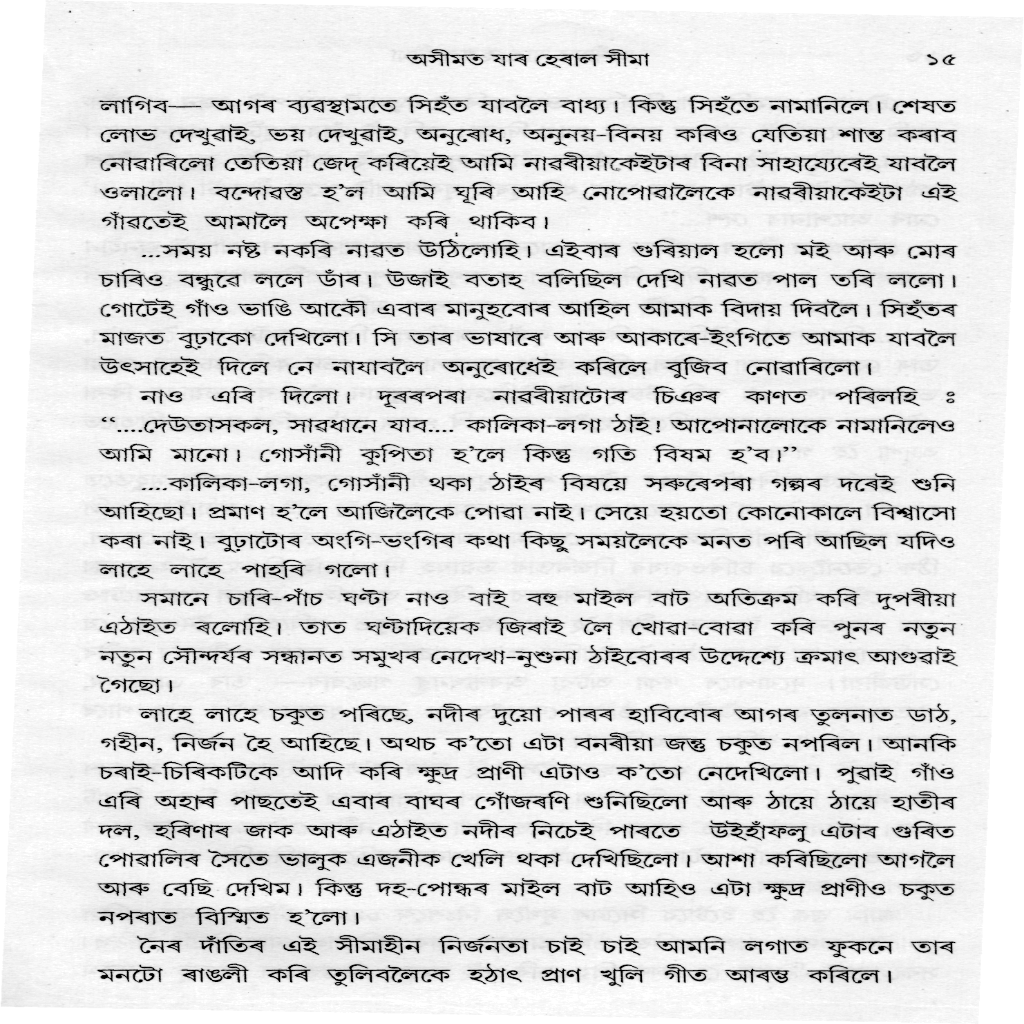 অসীমত যাৰ হেৰাল সীমা ১৫
লাগিব— আগৰ ব্যৱস্থামতে সিহঁত যাবলৈ বাধ্য। কিন্তু সিহঁতে নামানিলে। শেষত
লোভ দেখুৱাই, ভয় দেখুৱাই, অনুৰোধ, অনুনয়-বিনয় কৰিও যেতিয়া শান্ত কৰাব
নোৱাৰিলো তেতিয়া জেদ্ কৰিয়েই আমি নাৱৰীয়াকেইটাৰ বিনা সাহায্যেৰেই যাবলৈ
ওলালো। বন্দোৱস্ত হ'ল আমি ঘূৰি আহি নোপোৱালৈকে নাৱৰীয়াকেইটা এই
গাঁৱতেই আমালৈ অপেক্ষা কৰি থাকিব।
...সময় নষ্ট নকৰি নাৱত উঠিলোহি। এইবাৰ গুৰিয়াল হলো মই আৰু মোৰ
চাৰিও বন্ধুৱে ললে ডাঁৰ। উজাই বতাহ বলিছিল দেখি নাৱত পাল তৰি ললো।
গোটেই গাঁও ভাঙি আকৌ এবাৰ মানুহবোৰ আহিল আমাক বিদায় দিবলৈ। সিহঁতৰ
মাজত বুঢ়াকো দেখিলো। সি তাৰ ভাষাৰে আৰু আকাৰে-ইংগিতে আমাক যাবলৈ
উৎসাহেই দিলে নে নাযাবলৈ অনুৰোধেই কৰিলে বুজিব নোৱাৰিলো।
নাও এৰি দিলো। দূৰৰপৰা নাৱৰীয়াটোৰ চিঞৰ কাণত পৰিলহি ঃ
“....দেউতাসকল, সাৱধানে যাব.... কালিকা-লগা ঠাই! আপোনালোকে নামানিলেও
আমি মানো। গোসাঁনী কুপিতা হ'লে কিন্তু গতি বিষম হ'ব।”
....কালিকা-লগা, গোসাঁনী থকা ঠাইৰ বিষয়ে সৰুৰেপৰা গল্পৰ দৰেই শুনি
আহিছো। প্ৰমাণ হ'লে আজিলৈকে পোৱা নাই। সেয়ে হয়তো কোনোকালে বিশ্বাসো
কৰা নাই। বুঢ়াটোৰ অংগি-ভংগিৰ কথা কিছু সময়লৈকে মনত পৰি আছিল যদিও
লাহে লাহে পাহৰি গলো।
সমানে চাৰি-পাঁচ ঘণ্টা নাও বাই বহু মাইল বাট অতিক্ৰম কৰি দুপৰীয়া
এঠাইত ৰলোহি। তাত ঘণ্টাদিয়েক জিৰাই লৈ খোৱা-বোৱা কৰি পুনৰ নতুন
নতুন সৌন্দৰ্যৰ সন্ধানত সমুখৰ নেদেখা-নুশুনা ঠাইবোৰৰ উদ্দেশ্যে ক্ৰমাৎ আগুৱাই
গৈছো।
লাহে লাহে চকুত পৰিছে, নদীৰ দুয়ো পাৰৰ হাবিবোৰ আগৰ তুলনাত ডাঠ,
গহীন, নিৰ্জন হৈ আহিছে। অথচ ক'তো এটা বনৰীয়া জন্তু চকুত নপৰিল। আনকি
চৰাই-চিৰিকটিকে আদি কৰি ক্ষুদ্ৰ প্ৰাণী এটাও ক'তো নেদেখিলো। পুৱাই গাঁও
এৰি অহাৰ পাছতেই এবাৰ বাঘৰ গোঁজৰণি শুনিছিলো আৰু ঠায়ে ঠায়ে হাতীৰ
দল, হৰিণাৰ জাক আৰু এঠাইত নদীৰ নিচেই পাৰতে উইহাঁফলু এটাৰ গুৰিত
পোৱালিৰ সৈতে ভালুক এজনীক খেলি থকা দেখিছিলো। আশা কৰিছিলো আগলৈ
আৰু বেছি দেখিম। কিন্তু দহ-পোন্ধৰ মাইল বাট আহিও এটা ক্ষুদ্ৰ প্ৰাণীও চকুত
নপৰাত বিস্মিত হ'লো।
নৈৰ দাঁতিৰ এই সীমাহীন নিৰ্জনতা চাই চাই আমনি লগাত ফুকনে তাৰ
মনটো ৰাঙলী কৰি তুলিবলৈকে হঠাৎ প্ৰাণ খুলি গীত আৰম্ভ কৰিলে।